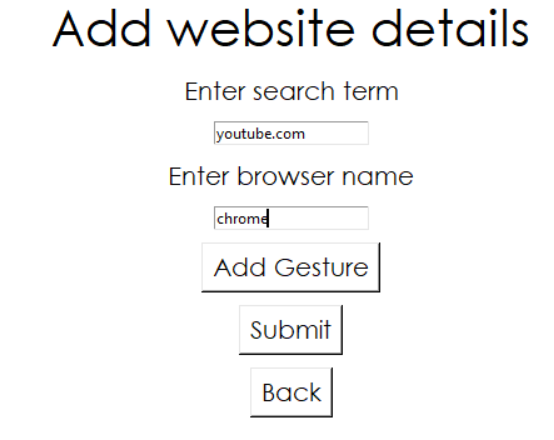 Add website details
Enter search term
youtube.com
Enter browser name
chrome
Add Gesture
Submit
Back